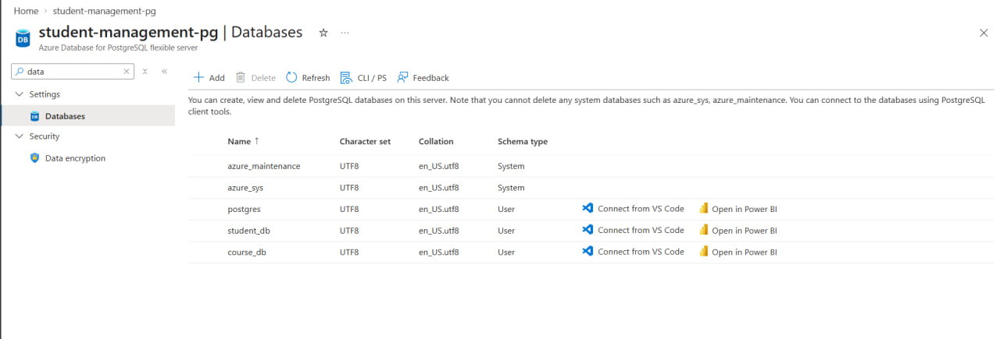 Home > student-management-pg
student-management-pg | Databases ☆ ...
DB
Azure Database for PostgreSQL flexible server
data
Add Delete Refresh CLI / PS Feedback
Settings
You can create, view and delete PostgreSQL databases on this server. Note that you cannot delete any system databases such as azure_sys, azure_maintenance. You can connect to the databases using PostgreSQL
client tools.
Databases
Security
Data encryption
Name ↑ Character set Collation Schema type
azure_maintenance UTF8 en_US.utf8 System
azure_sys UTF8 en_US.utf8 System
postgres UTF8 en_US.utf8 User Connect from VS Code Open in Power BI
student_db UTF8 en_US.utf8 User Connect from VS Code Open in Power BI
course_db UTF8 en_US.utf8 User Connect from VS Code Open in Power BI